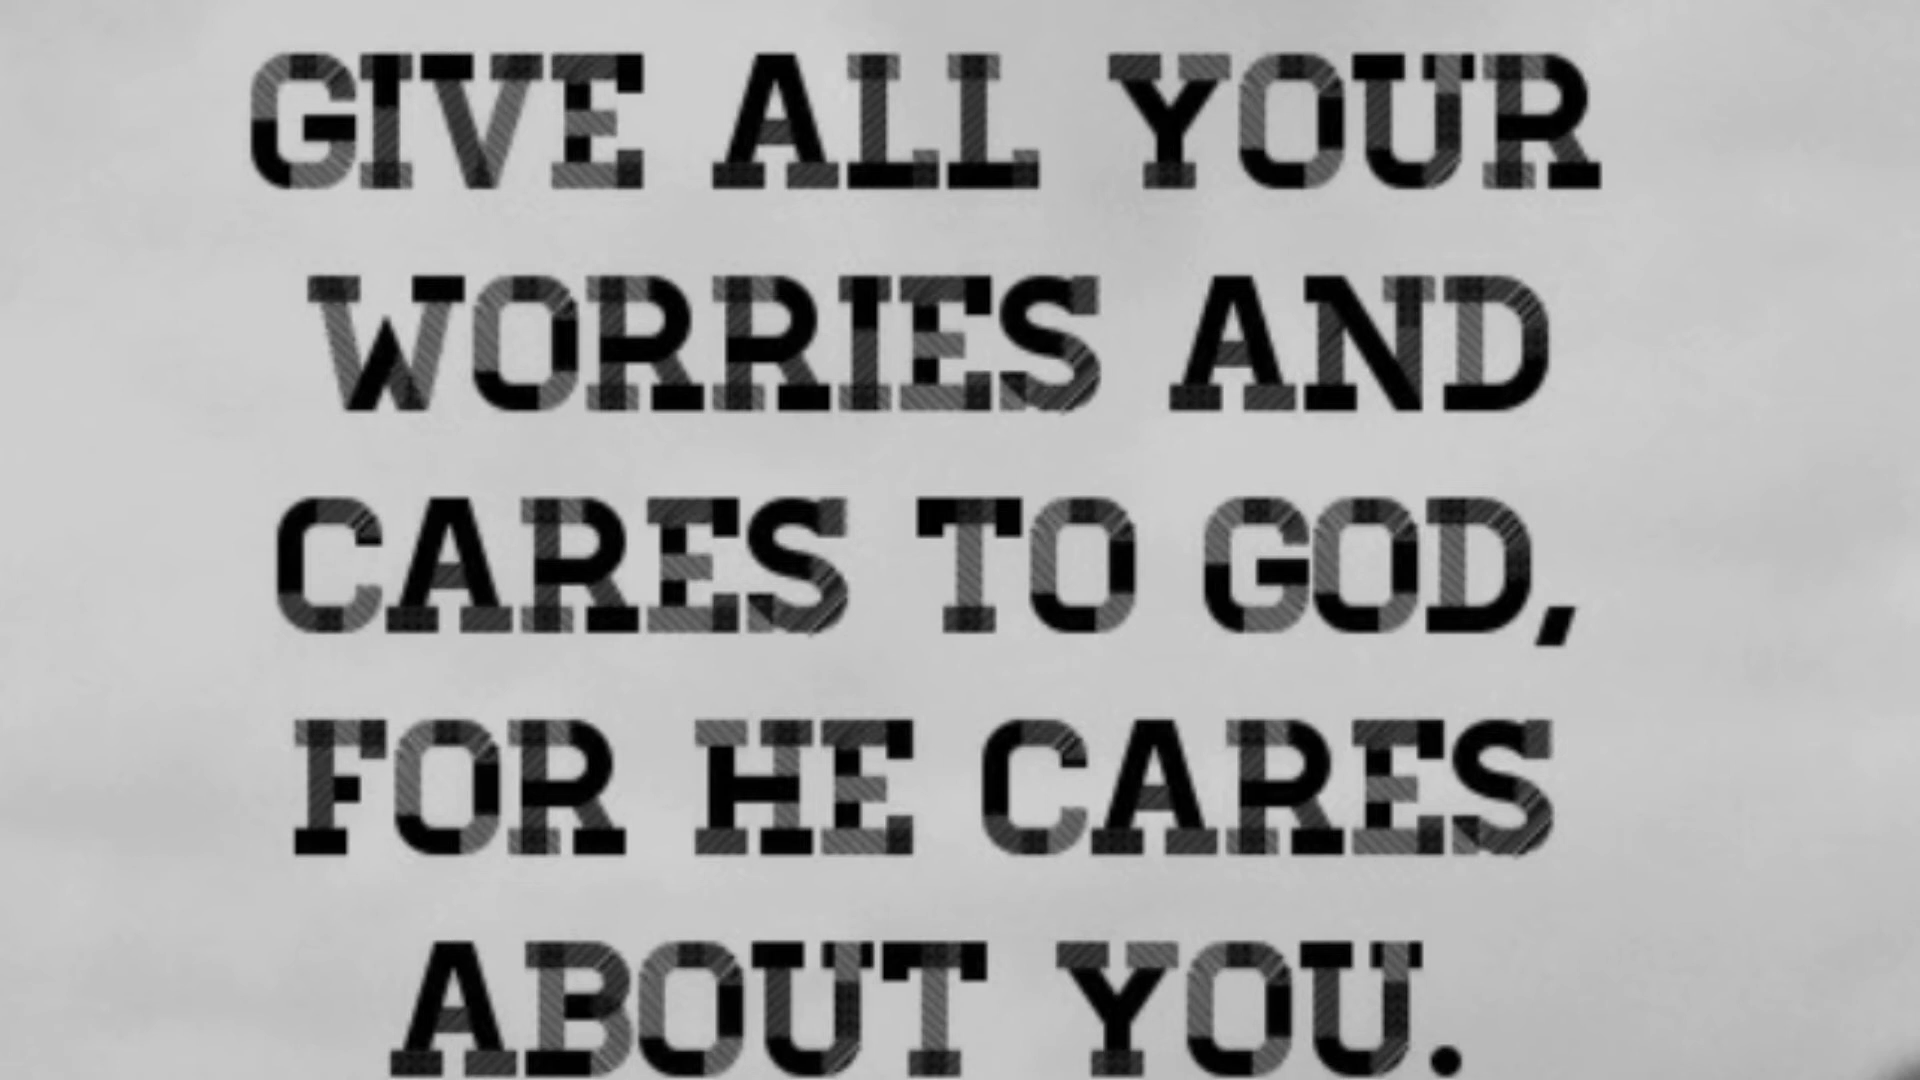 GIVE ALL YOUR
WORRIES AND
CARES TO GOD,
FOR HE CARES
ABOUT YOU.